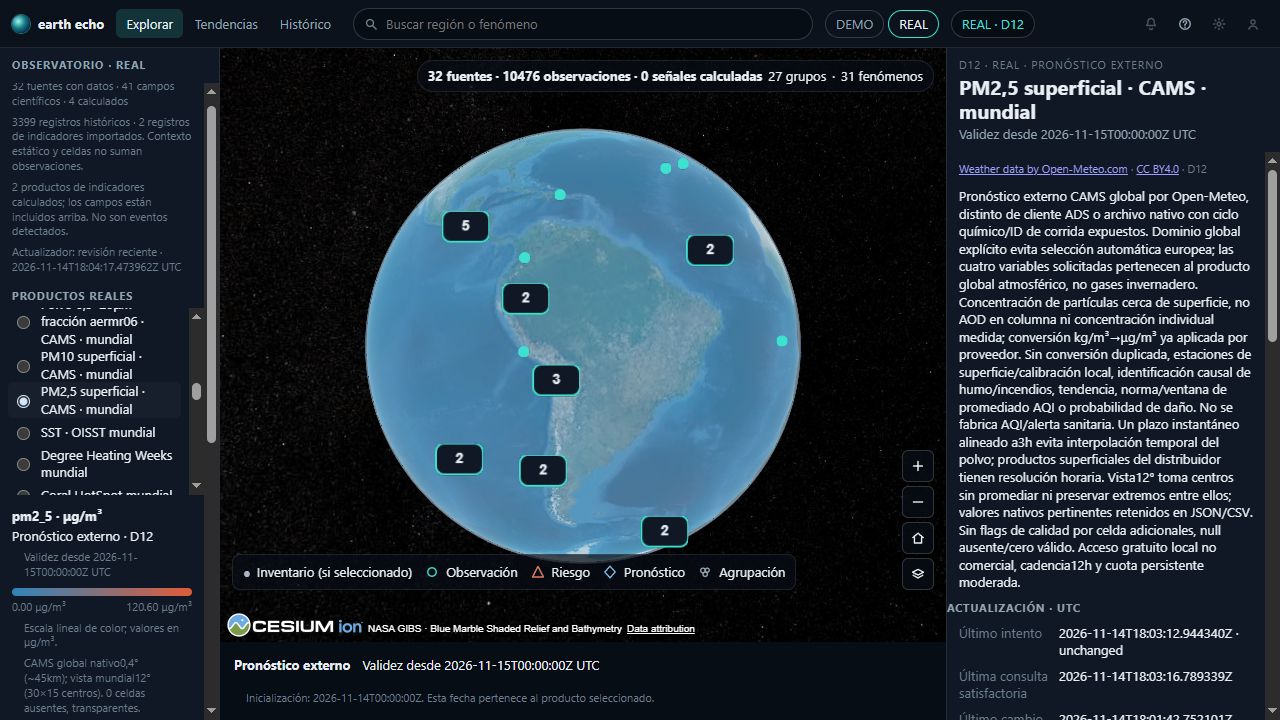 earth echo
Explorar
Tendencias
Histórico
Buscar región o fenómeno
DEMO
REAL
REAL · D12
OBSERVATORIO · REAL
32 fuentes con datos · 41 campos
científicos · 4 calculados
3399 registros históricos · 2 registros
de indicadores importados. Contexto
estático y celdas no suman
observaciones.
2 productos de indicadores
calculados; los campos están
incluidos arriba. No son eventos
detectados.
Actualizador: revisión reciente ·
2026-11-14T18:04:17.473962Z UTC
PRODUCTOS REALES
fracción aermr06 ·
CAMS · mundial
PM10 superficial ·
CAMS · mundial
PM2,5 superficial ·
CAMS · mundial
SST · OISST mundial
Degree Heating Weeks
mundial
Coral HotSpot mundial
pm2_5 · µg/m³
Pronóstico externo · D12
Validez desde 2026-11-
15T00:00:00Z UTC
0.00 µg/m³
120.60 µg/m³
Escala lineal de color; valores en
µg/m³.
CAMS global nativo0,4°
(~45km); vista mundial12°
(30×15 centros). 0 celdas
ausentes, transparentes.
32 fuentes · 10476 observaciones · 0 señales calculadas 27 grupos · 31 fenómenos
5
2
2
3
2
2
2
Inventario (si seleccionado)
Observación
Riesgo
Pronóstico
Agrupación
CESIUM ion
NASA GIBS · Blue Marble Shaded Relief and Bathymetry Data attribution
Pronóstico externo Validez desde 2026-11-15T00:00:00Z UTC
Inicialización: 2026-11-14T00:00:00Z. Esta fecha pertenece al producto seleccionado.
D12 · REAL · PRONÓSTICO EXTERNO
PM2,5 superficial · CAMS ·
mundial
Validez desde 2026-11-15T00:00:00Z UTC
Weather data by Open-Meteo.com · CC BY4.0 · D12
Pronóstico externo CAMS global por Open-Meteo,
distinto de cliente ADS o archivo nativo con ciclo
químico/ID de corrida expuestos. Dominio global
explícito evita selección automática europea; las
cuatro variables solicitadas pertenecen al producto
global atmosférico, no gases invernadero.
Concentración de partículas cerca de superficie, no
AOD en columna ni concentración individual
medida; conversión kg/m³→µg/m³ ya aplicada por
proveedor. Sin conversión duplicada, estaciones de
superficie/calibración local, identificación causal de
humo/incendios, tendencia, norma/ventana de
promediado AQI o probabilidad de daño. No se
fabrica AQI/alerta sanitaria. Un plazo instantáneo
alineado a3h evita interpolación temporal del
polvo; productos superficiales del distribuidor
tienen resolución horaria. Vista12° toma centros
sin promediar ni preservar extremos entre ellos;
valores nativos pertinentes retenidos en JSON/CSV.
Sin flags de calidad por celda adicionales, null
ausente/cero válido. Acceso gratuito local no
comercial, cadencia12h y cuota persistente
moderada.
ACTUALIZACIÓN · UTC
Último intento
2026-11-14T18:03:12.944340Z ·
unchanged
Última consulta
satisfactoria
2026-11-14T18:03:16.789339Z
Último cambio
2026-11-14T18:01:42.752101Z